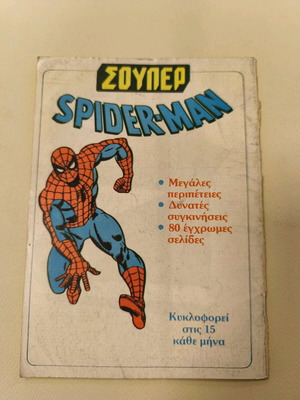 ΣΟΥΠΕΡ
SPIDER-MAN
• Μεγάλες
περιπέτειες
• Δυνατές
συγκινήσεις
• 80 έγχρωμες
σελίδες
Κυκλοφορεί
στις 15
κάθε μήνα